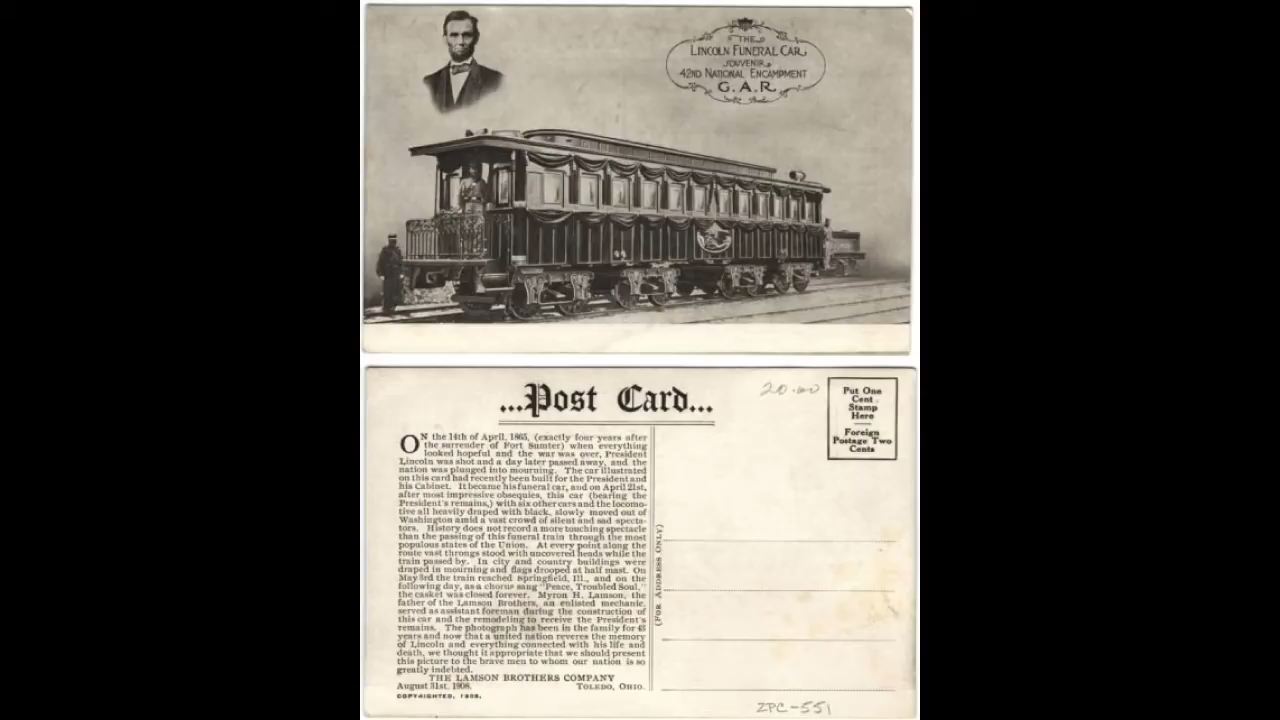 THE
LINCOLN FUNERAL CAR
SOUVENIR
42ND NATIONAL ENCAMPMENT
G.A.R.
...Post Card...
20.00
Put One
Cent
Stamp
Here
Foreign
Postage Two
Cents
ON the 14th of April, 1865, (exactly four years after
the surrender of Fort Sumter) when everything
looked hopeful and the war was over, President
Lincoln was shot and a day later passed away, and the
nation was plunged into mourning. The car illustrated
on this card had recently been built for the President and
his Cabinet. It became his funeral car, and on April 21st,
after most impressive obsequies, this car (bearing the
President's remains,) with six other cars and the locomo-
tive all heavily draped with black, slowly moved out of
Washington amid a vast crowd of silent and sad specta-
tors. History does not record a more touching spectacle
than the passing of this funeral train through the most
populous states of the Union. At every point along the
route vast throngs stood with uncovered heads while the
train passed by. In city and country buildings were
draped in mourning and flags drooped at half mast. On
May 3rd the train reached Springfield, Ill., and on the
following day, as a chorus sang "Peace, Troubled Soul,"
the casket was closed forever. Myron H. Lamson, the
father of the Lamson Brothers, an enlisted mechanic,
served as assistant foreman during the construction of
this car and the remodeling to receive the President's
remains. The photograph has been in the family for 43
years and now that a united nation reveres the memory
of Lincoln and everything connected with his life and
death, we thought it appropriate that we should present
this picture to the brave men to whom our nation is so
greatly indebted.
THE LAMSON BROTHERS COMPANY
August 31st, 1908. TOLEDO, OHIO.
COPYRIGHTED, 1908.
(FOR ADDRESS ONLY)
ZPC-551